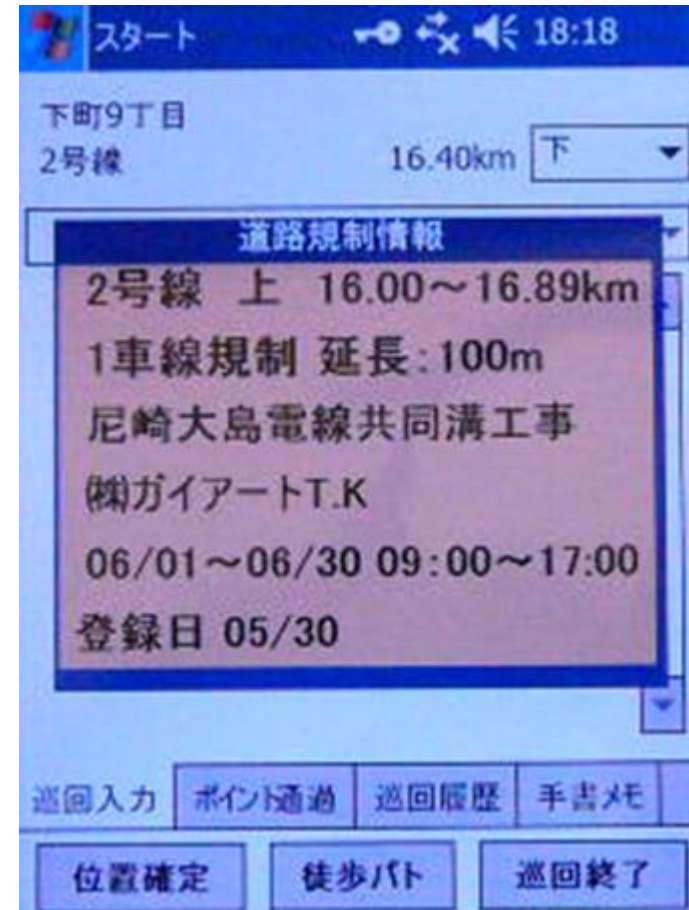 スタート 18:18
下町9丁目
2号線 16.40km 下
道路規制情報
2号線 上 16.00～16.89km
1車線規制 延長:100m
尼崎大島電線共同溝工事
㈱ガイアートT.K
06/01～06/30 09:00～17:00
登録日 05/30
巡回入力 ポイント通過 巡回履歴 手書メモ
位置確定 徒歩パト 巡回終了